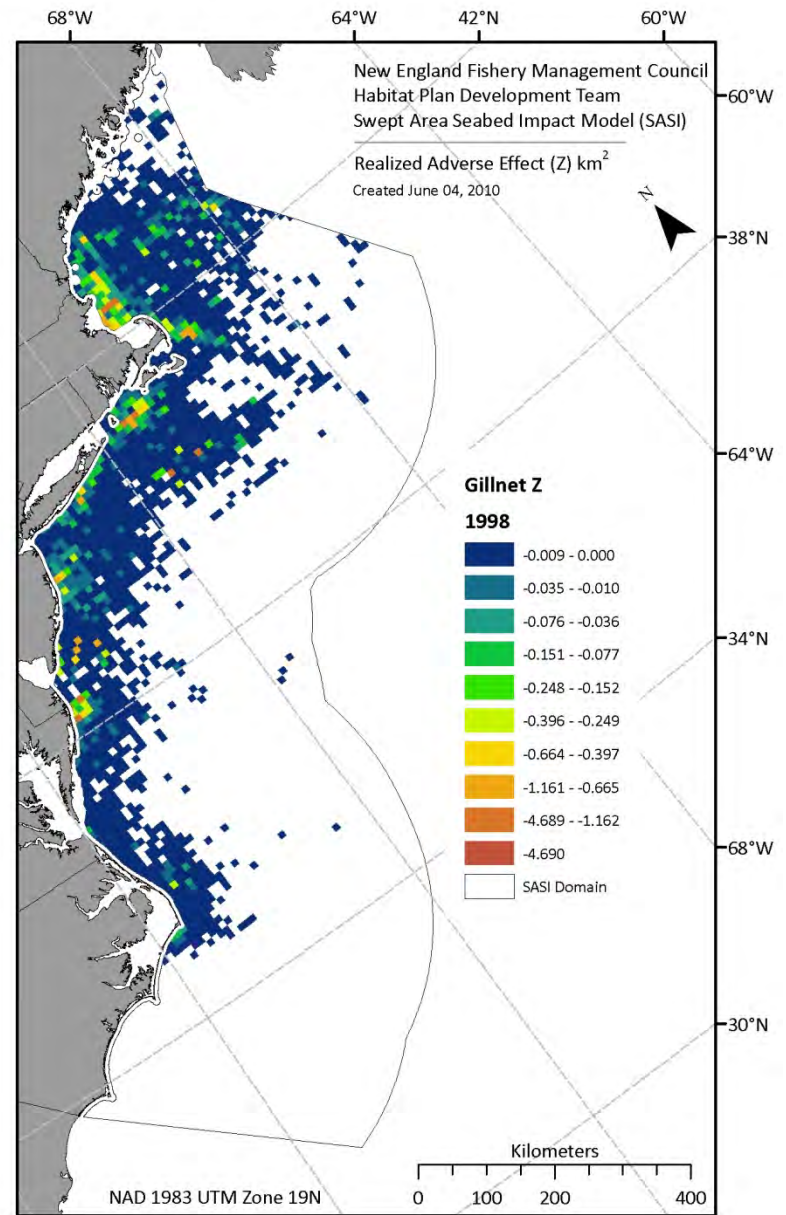 68°W 64°W 42°N 60°W
New England Fishery Management Council
Habitat Plan Development Team
Swept Area Seabed Impact Model (SASI)
Realized Adverse Effect (Z) km²
Created June 04, 2010
N
60°W
38°N
64°W
34°N
68°W
30°N
Gillnet Z
1998
-0.009 - 0.000
-0.035 - -0.010
-0.076 - -0.036
-0.151 - -0.077
-0.248 - -0.152
-0.396 - -0.249
-0.664 - -0.397
-1.161 - -0.665
-4.689 - -1.162
-4.690
SASI Domain
Kilometers
0 100 200 400
NAD 1983 UTM Zone 19N